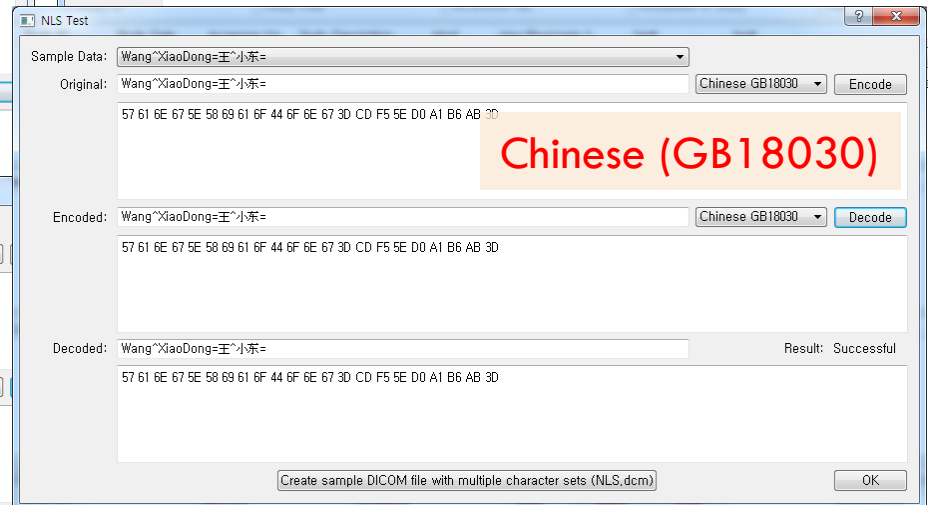 NLS Test
Sample Data: Wang^XiaoDong=王^小东=
Original: Wang^XiaoDong=王^小东= Chinese GB18030 Encode
57 61 6E 67 5E 58 69 61 6F 44 6F 6E 67 3D CD F5 5E D0 A1 B6 AB 3D
Chinese (GB18030)
Encoded: Wang^XiaoDong=王^小东= Chinese GB18030 Decode
57 61 6E 67 5E 58 69 61 6F 44 6F 6E 67 3D CD F5 5E D0 A1 B6 AB 3D
Decoded: Wang^XiaoDong=王^小东= Result: Successful
57 61 6E 67 5E 58 69 61 6F 44 6F 6E 67 3D CD F5 5E D0 A1 B6 AB 3D
Create sample DICOM file with multiple character sets (NLS.dcm) OK